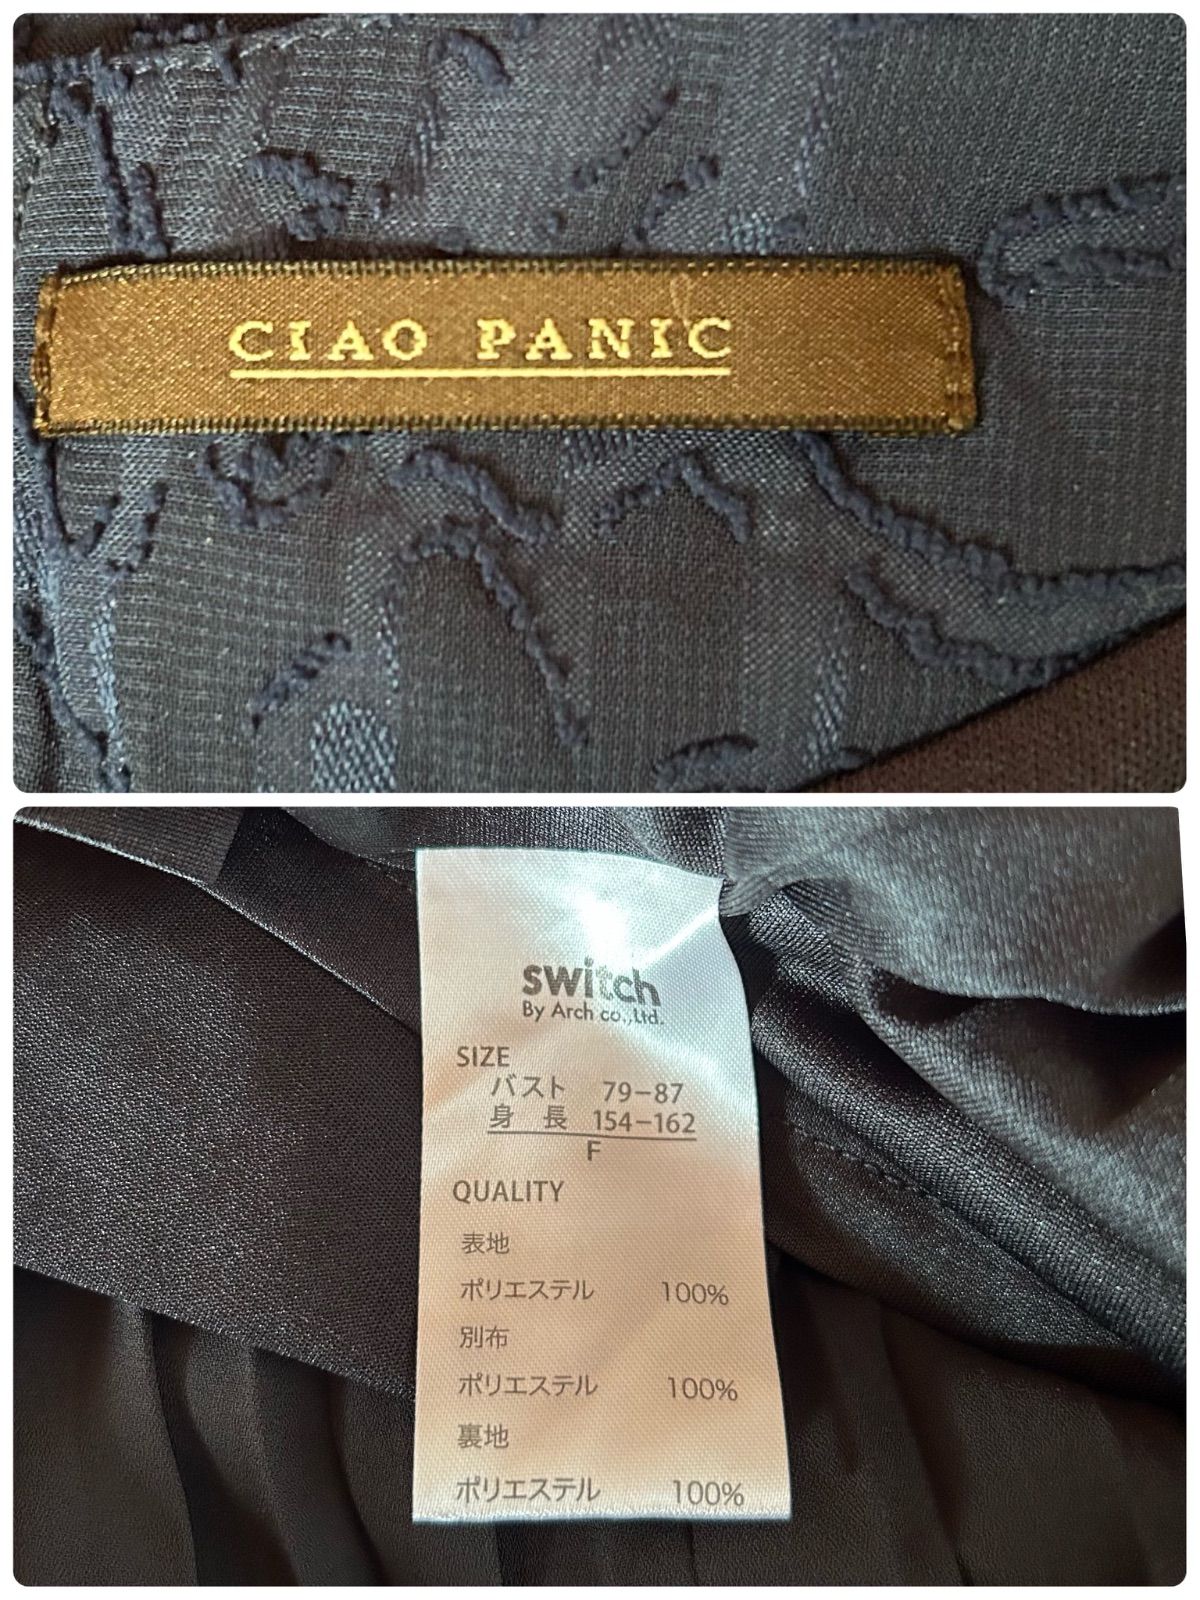 CIAO PANIC
switch
By Arch co.,Ltd.
SIZE
バスト 79-87
身 長 154-162
F
QUALITY
表地
ポリエステル 100%
別布
ポリエステル 100%
裏地
ポリエステル 100%